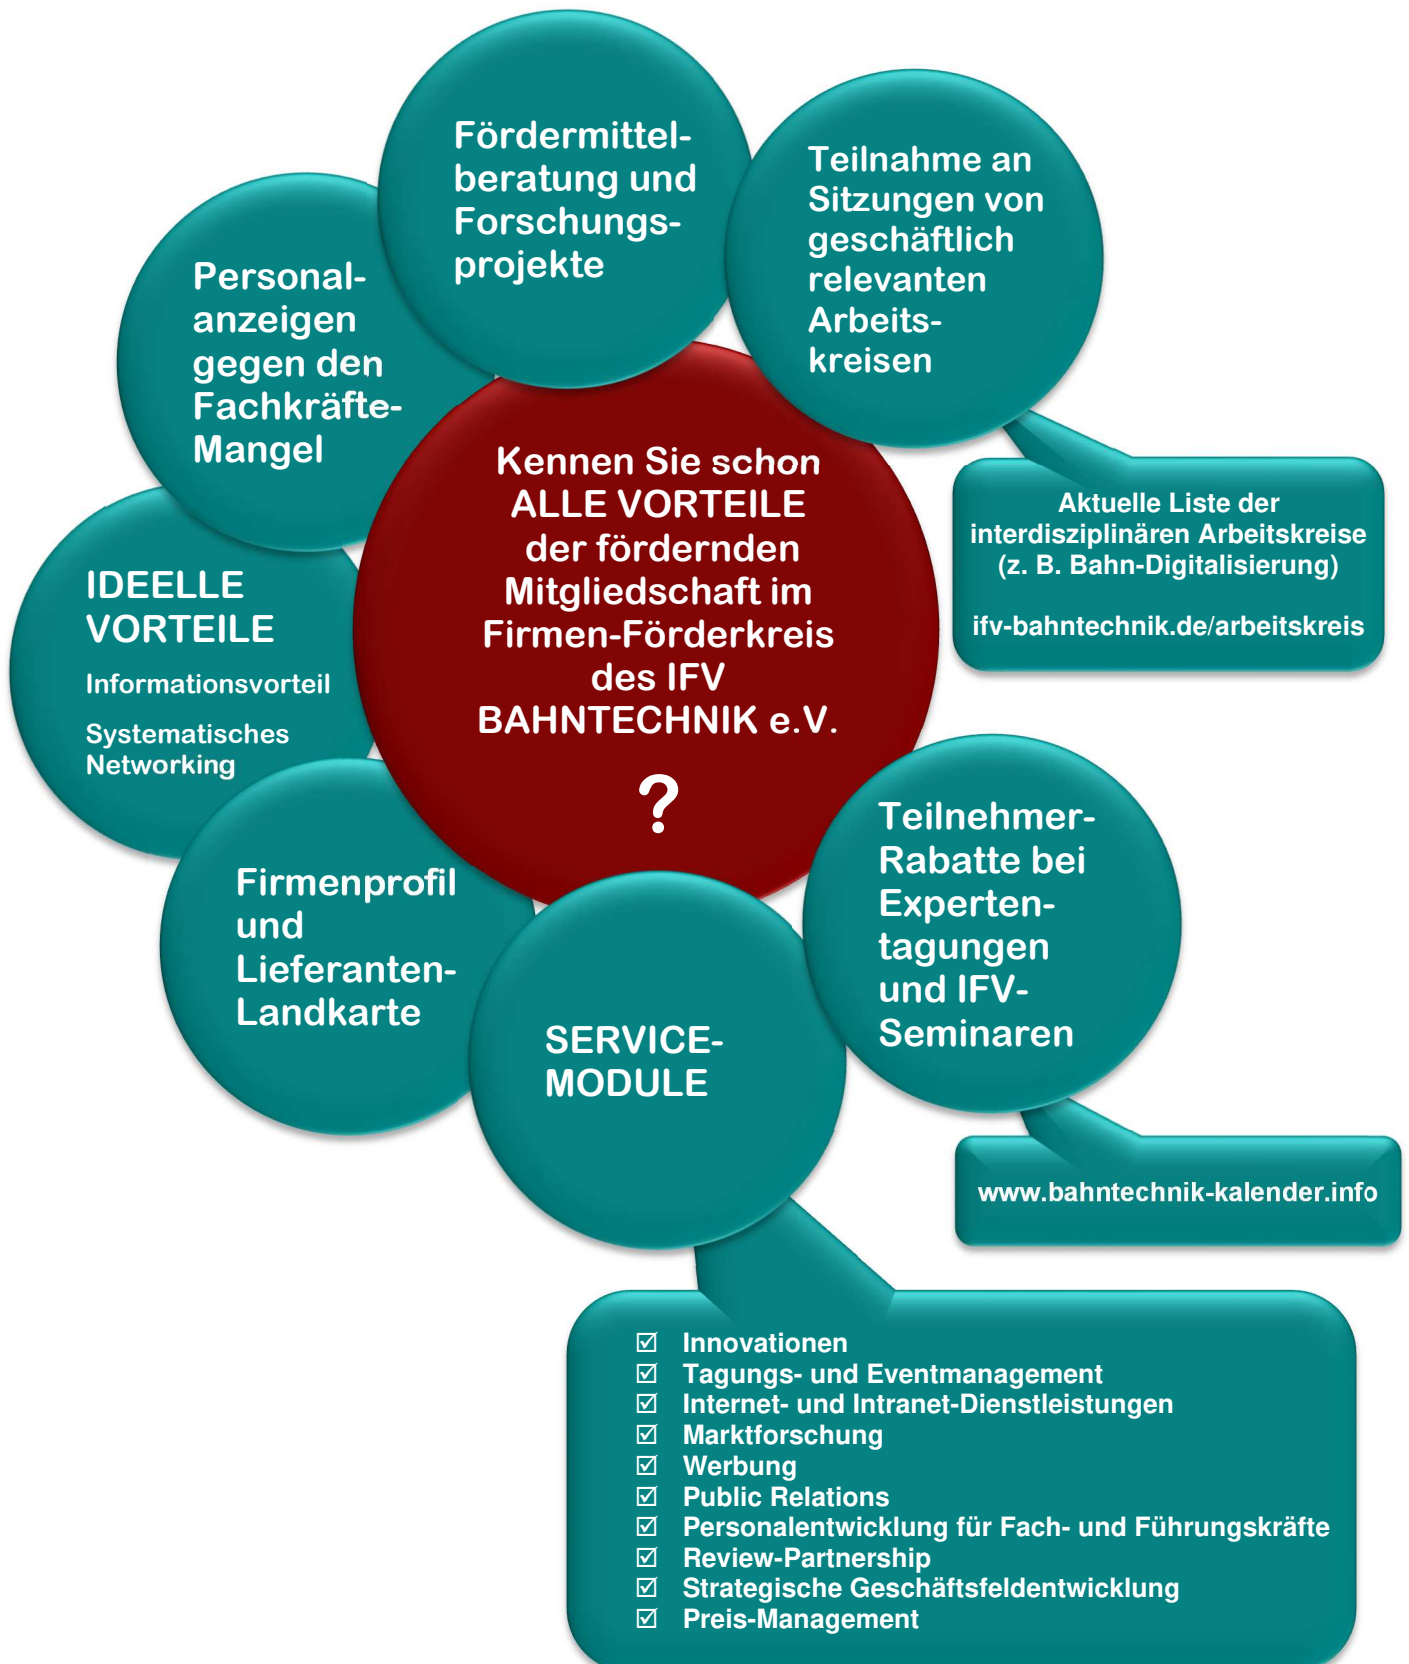 Fördermittel-
beratung und
Forschungs-
projekte
Teilnahme an
Sitzungen von
geschäftlich
relevanten
Arbeits-
kreisen
Personal-
anzeigen
gegen den
Fachkräfte-
Mangel
Kennen Sie schon
ALLE VORTEILE
der fördernden
Mitgliedschaft im
Firmen-Förderkreis
des IFV
BAHNTECHNIK e.V.
?
Aktuelle Liste der
interdisziplinären Arbeitskreise
(z. B. Bahn-Digitalisierung)
ifv-bahntechnik.de/arbeitskreis
IDEELLE
VORTEILE
Informationsvorteil
Systematisches
Networking
Firmenprofil
und
Lieferanten-
Landkarte
Teilnehmer-
Rabatte bei
Experten-
tagungen
und IFV-
Seminaren
SERVICE-
MODULE
www.bahntechnik-kalender.info
☑ Innovationen
☑ Tagungs- und Eventmanagement
☑ Internet- und Intranet-Dienstleistungen
☑ Marktforschung
☑ Werbung
☑ Public Relations
☑ Personalentwicklung für Fach- und Führungskräfte
☑ Review-Partnership
☑ Strategische Geschäftsfeldentwicklung
☑ Preis-Management